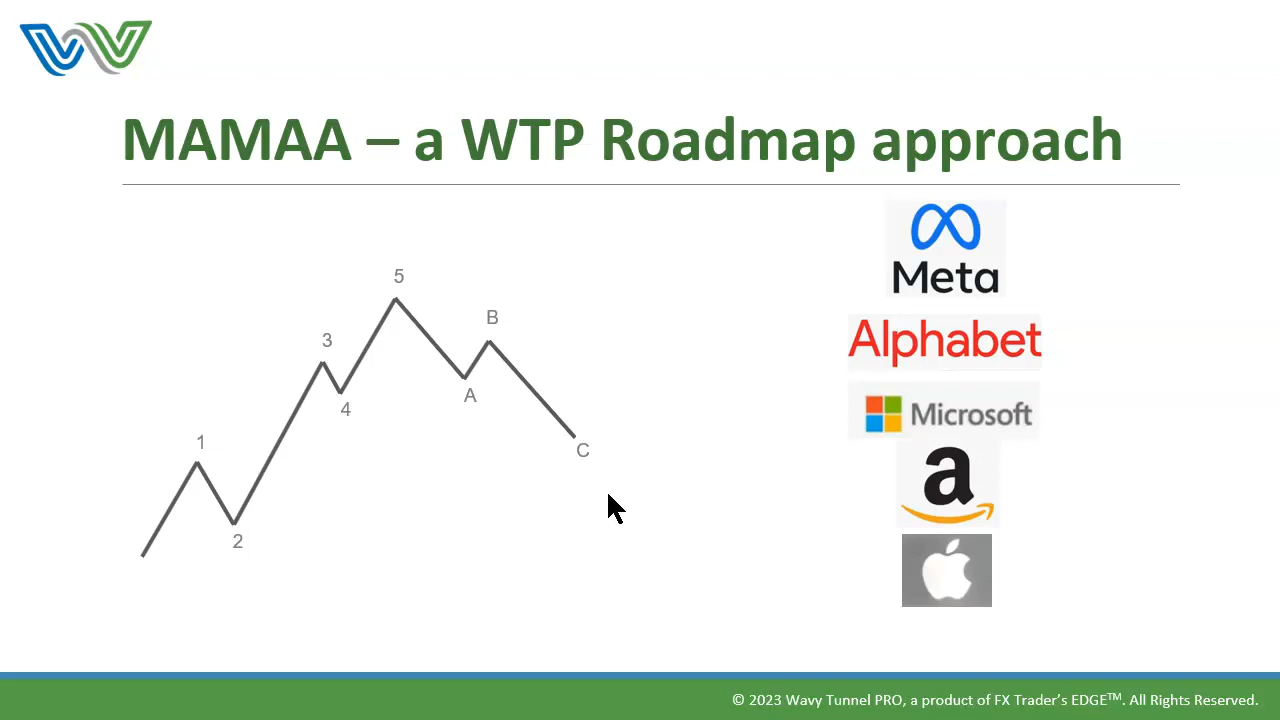 MAMAA – a WTP Roadmap approach
5
B
3
A
4
1
C
2
Meta
Alphabet
Microsoft
a
© 2023 Wavy Tunnel PRO, a product of FX Trader’s EDGE™. All Rights Reserved.